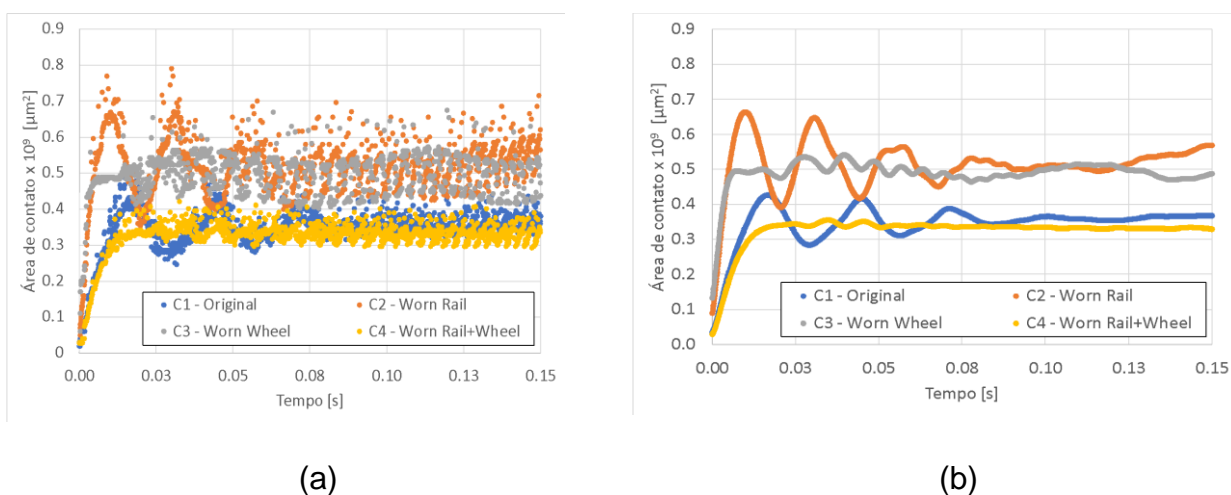 0.9
0.8
0.7
0.6
0.5
0.4
0.3
0.2
0.1
0
Área de contato x 10⁹ [µm²]
C1 - Original
C2 - Worn Rail
C3 - Worn Wheel
C4 - Worn Rail+Wheel
0.00 0.03 0.05 0.08 0.10 0.13 0.15
Tempo [s]
(a)
0.9
0.8
0.7
0.6
0.5
0.4
0.3
0.2
0.1
0.0
Área de contato x 10⁹ [µm²]
C1 - Original
C2 - Worn Rail
C3 - Worn Wheel
C4 - Worn Rail+Wheel
0.00 0.03 0.05 0.08 0.10 0.13 0.15
Tempo [s]
(b)